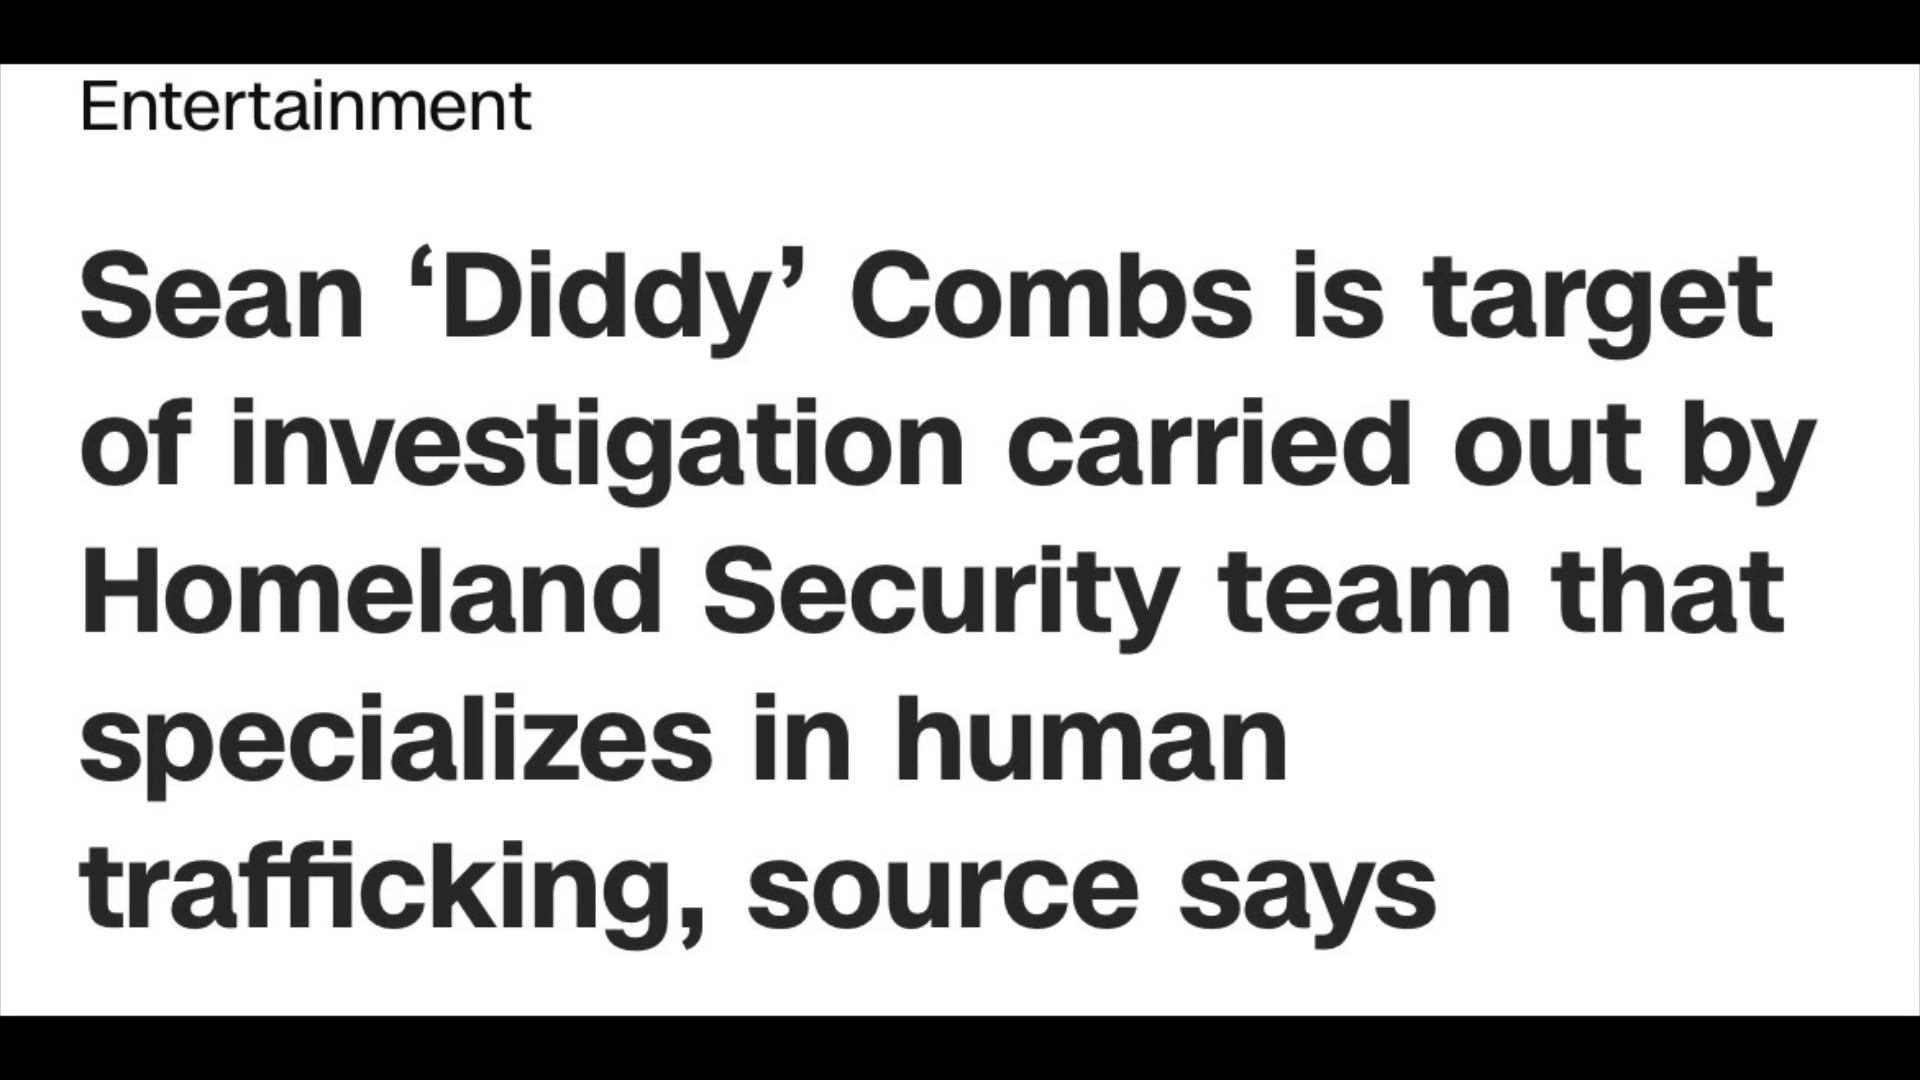 Entertainment
Sean ‘Diddy’ Combs is target
of investigation carried out by
Homeland Security team that
specializes in human
trafficking, source says